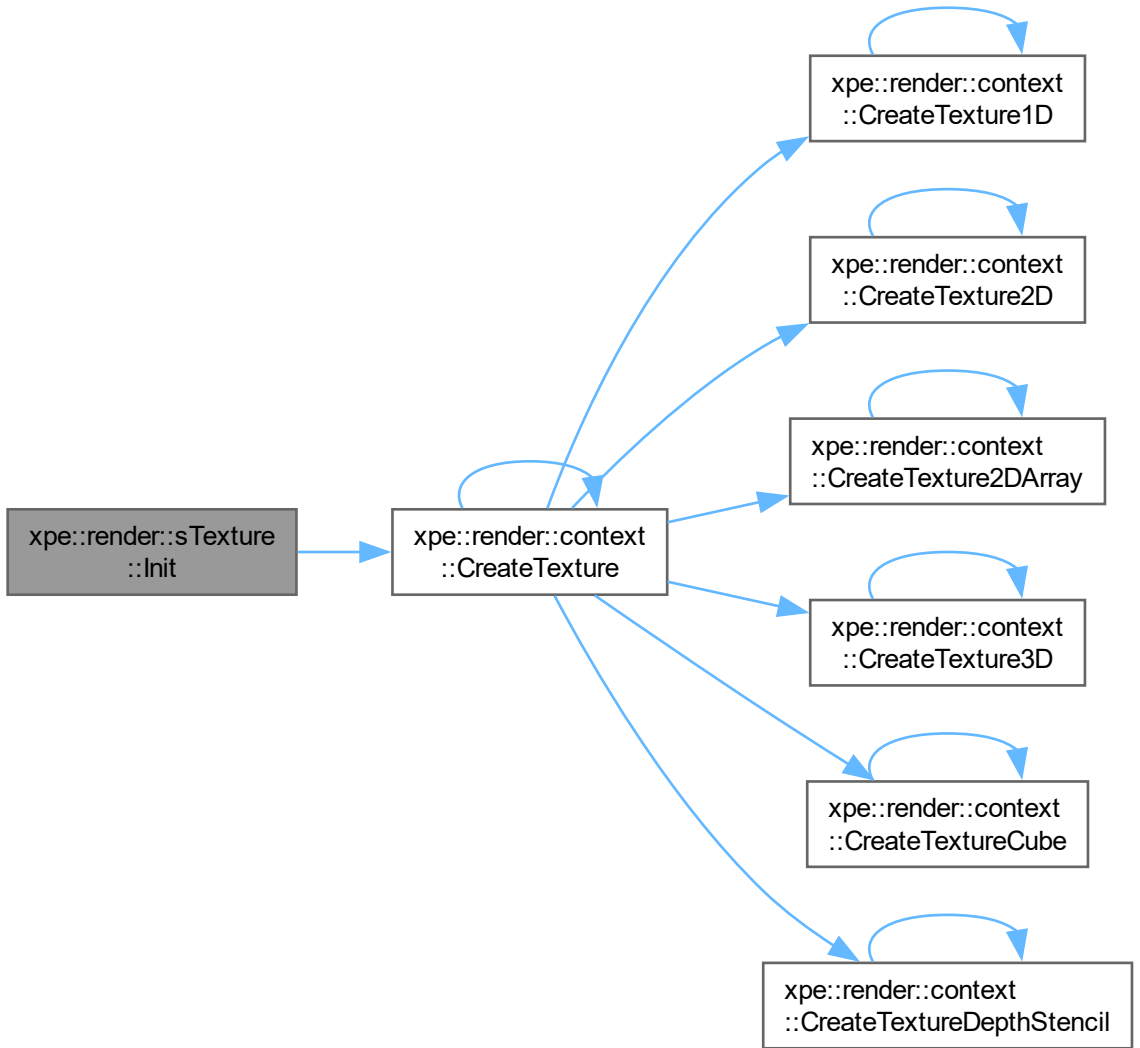 xpe::render::context
::CreateTexture1D
xpe::render::context
::CreateTexture2D
xpe::render::context
::CreateTexture2DArray
xpe::render::sTexture
::Init
xpe::render::context
::CreateTexture
xpe::render::context
::CreateTexture3D
xpe::render::context
::CreateTextureCube
xpe::render::context
::CreateTextureDepthStencil